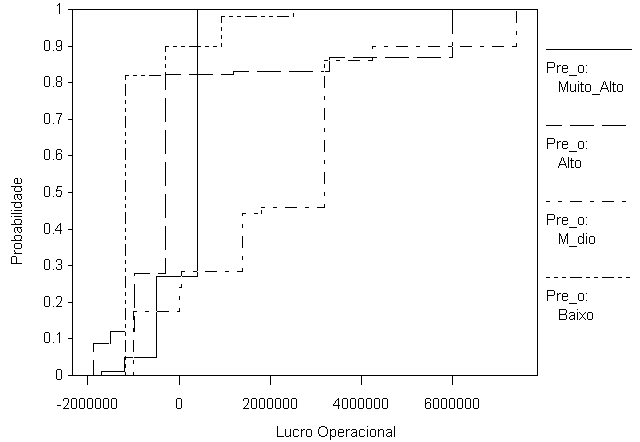 1
0.9
0.8
0.7
0.6
0.5
0.4
0.3
0.2
0.1
0
Probabilidade
-2000000 0 2000000 4000000 6000000
Lucro Operacional
Pre_o:
Muito_Alto
Pre_o:
Alto
Pre_o:
M_dio
Pre_o:
Baixo